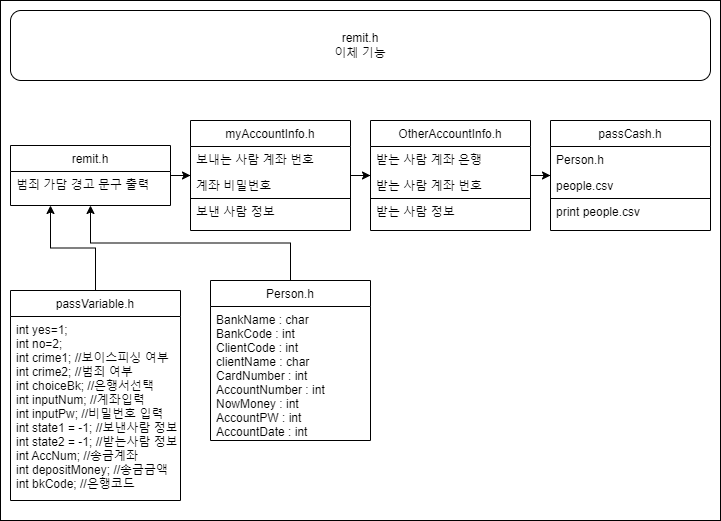 remit.h
이체 기능
remit.h
범죄 가담 경고 문구 출력
myAccountInfo.h
보내는 사람 계좌 번호
계좌 비밀번호
보낸 사람 정보
OtherAccountInfo.h
받는 사람 계좌 은행
받는 사람 계좌 번호
받는 사람 정보
passCash.h
Person.h
people.csv
print people.csv
passVariable.h
int yes=1;
int no=2;
int crime1; //보이스피싱 여부
int crime2; //범죄 여부
int choiceBk; //은행서선택
int inputNum; //계좌입력
int inputPw; //비밀번호 입력
int state1 = -1; //보낸사람 정보
int state2 = -1; //받는사람 정보
int AccNum; //송금계좌
int depositMoney; //송금금액
int bkCode; //은행코드
Person.h
BankName : char
BankCode : int
ClientCode : int
clientName : char
CardNumber : int
AccountNumber : int
NowMoney : int
AccountPW : int
AccountDate : int